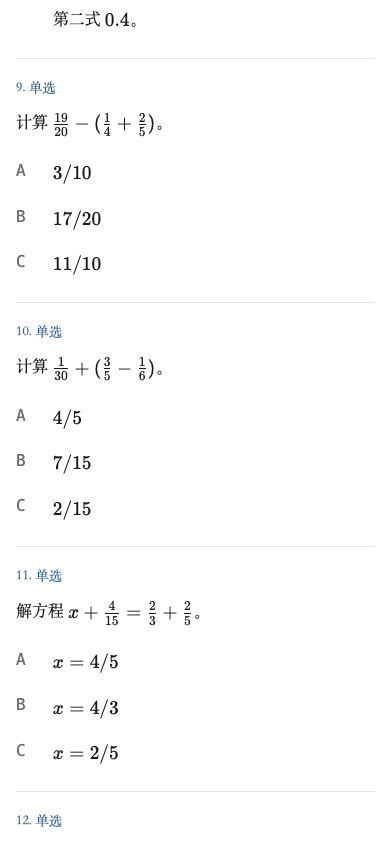 第二式 0.4。
9. 单选
计算 19/20 − (1/4 + 2/5)。
A 3/10
B 17/20
C 11/10
10. 单选
计算 1/30 + (3/5 − 1/6)。
A 4/5
B 7/15
C 2/15
11. 单选
解方程 x + 4/15 = 2/3 + 2/5。
A x = 4/5
B x = 4/3
C x = 2/5
12. 单选